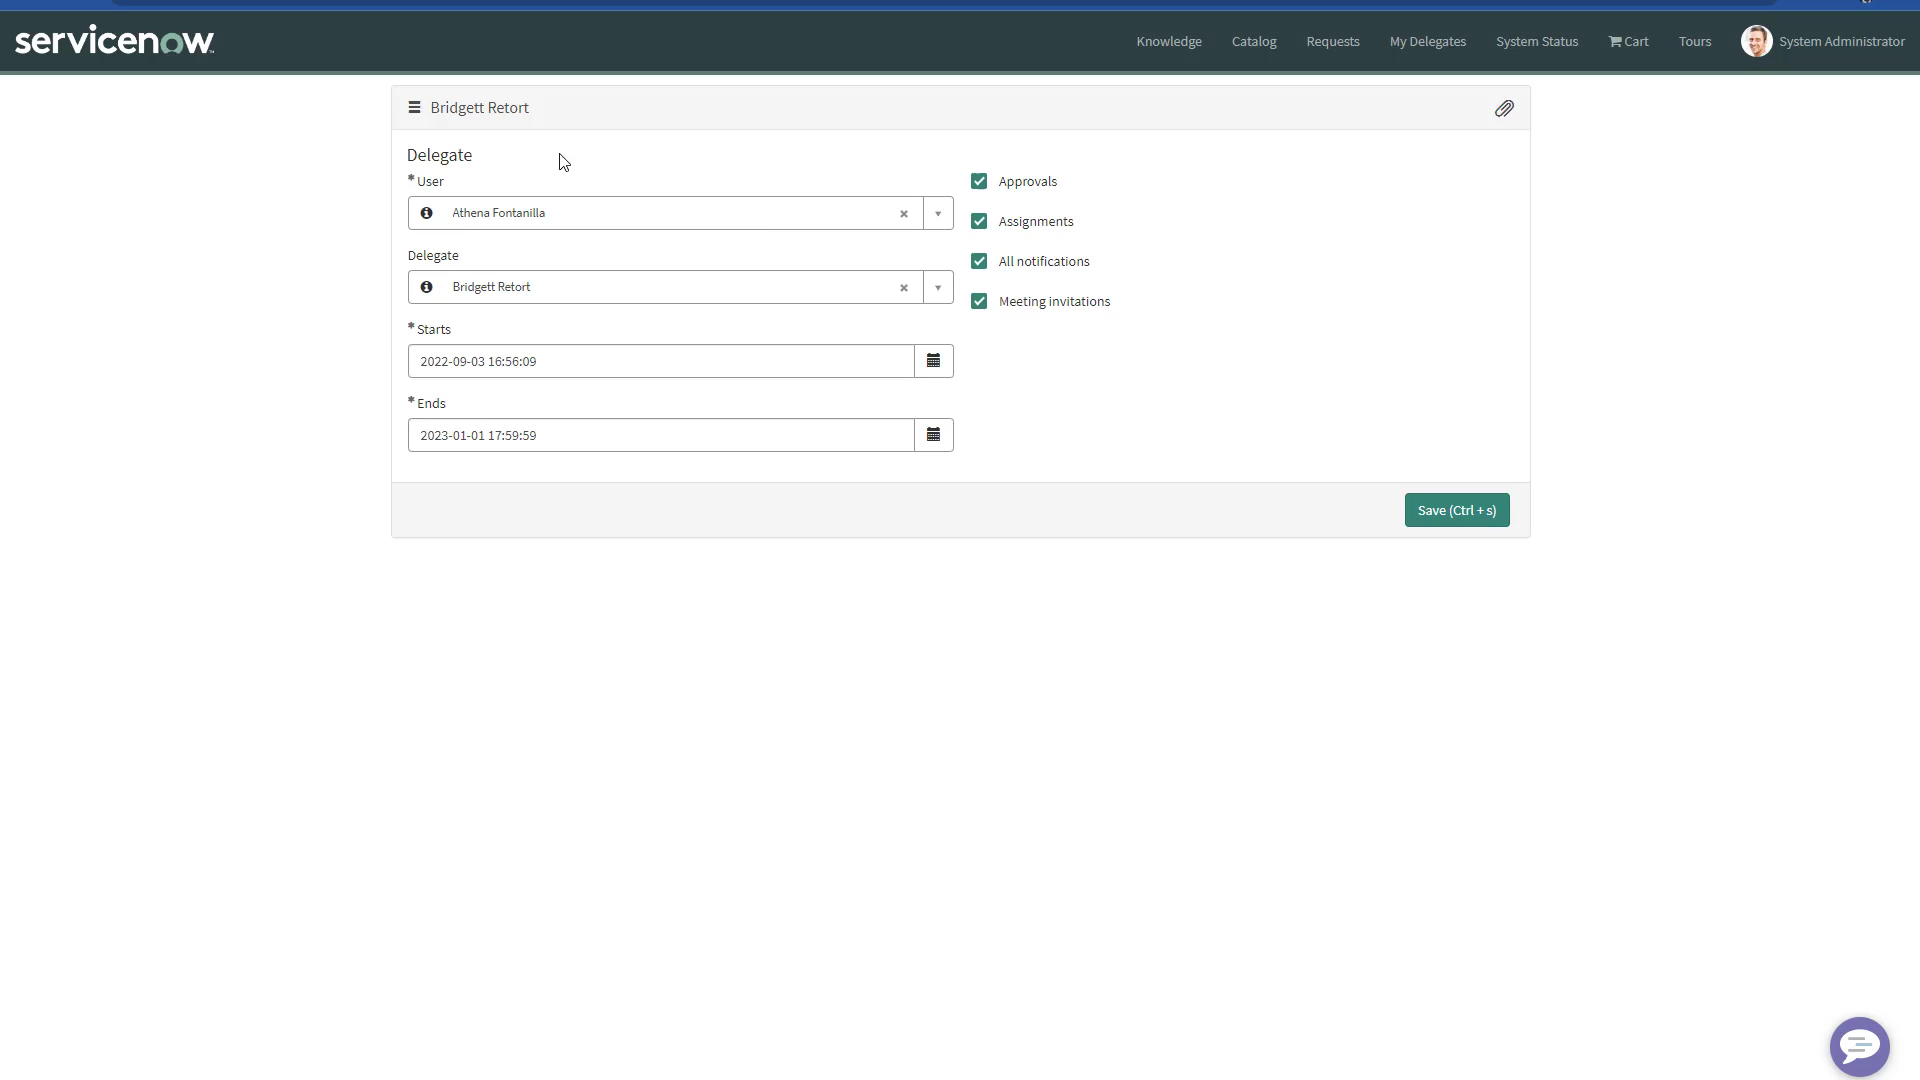 servicenow
Knowledge Catalog Requests My Delegates System Status Cart Tours System Administrator
Bridgett Retort
Delegate
* User
Athena Fontanilla
Delegate
Bridgett Retort
* Starts
2022-09-03 16:56:09
* Ends
2023-01-01 17:59:59
Approvals
Assignments
All notifications
Meeting invitations
Save (Ctrl + s)